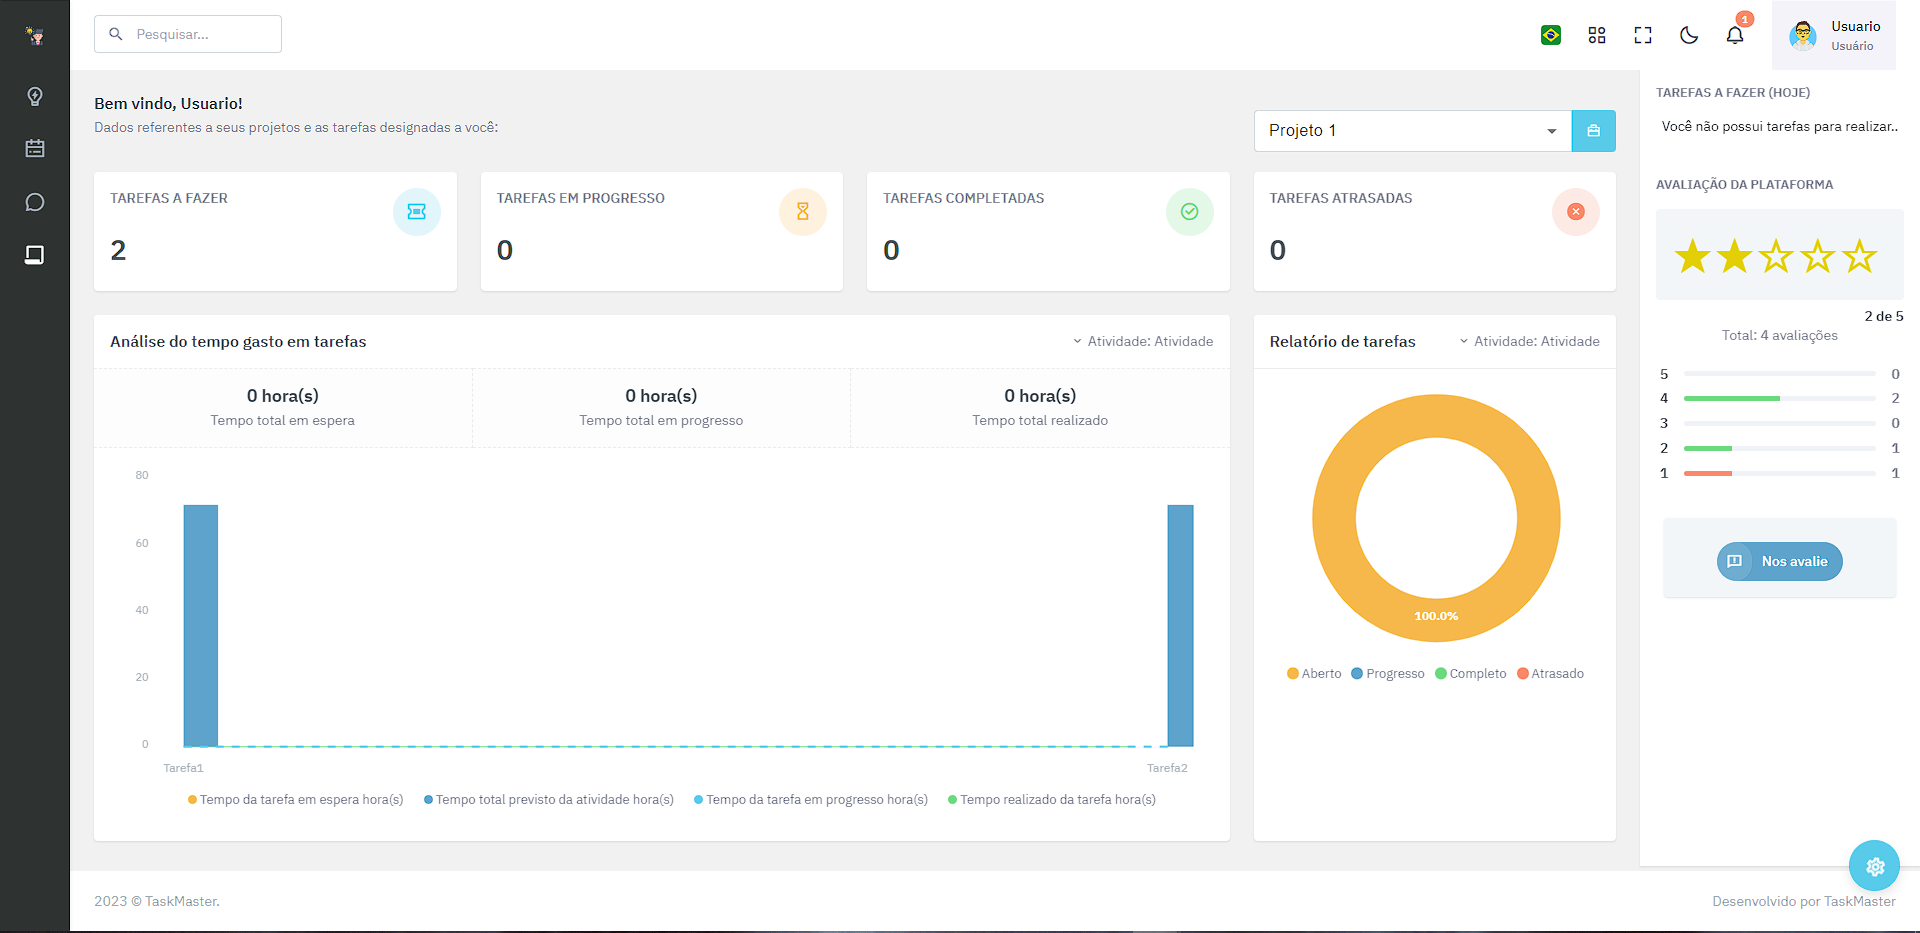 Pesquisar...
1
Usuario
Usuário
Bem vindo, Usuario!
Dados referentes a seus projetos e as tarefas designadas a você:
Projeto 1
TAREFAS A FAZER
2
TAREFAS EM PROGRESSO
0
TAREFAS COMPLETADAS
0
TAREFAS ATRASADAS
0
Análise do tempo gasto em tarefas
Atividade: Atividade
0 hora(s)
Tempo total em espera
0 hora(s)
Tempo total em progresso
0 hora(s)
Tempo total realizado
80
60
40
20
0
Tarefa1
Tarefa2
Tempo da tarefa em espera hora(s)
Tempo total previsto da atividade hora(s)
Tempo da tarefa em progresso hora(s)
Tempo realizado da tarefa hora(s)
Relatório de tarefas
Atividade: Atividade
100.0%
Aberto
Progresso
Completo
Atrasado
TAREFAS A FAZER (HOJE)
Você não possui tarefas para realizar..
AVALIAÇÃO DA PLATAFORMA
2 de 5
Total: 4 avaliações
5 0
4 2
3 0
2 1
1 1
Nos avalie
2023 © TaskMaster.
Desenvolvido por TaskMaster